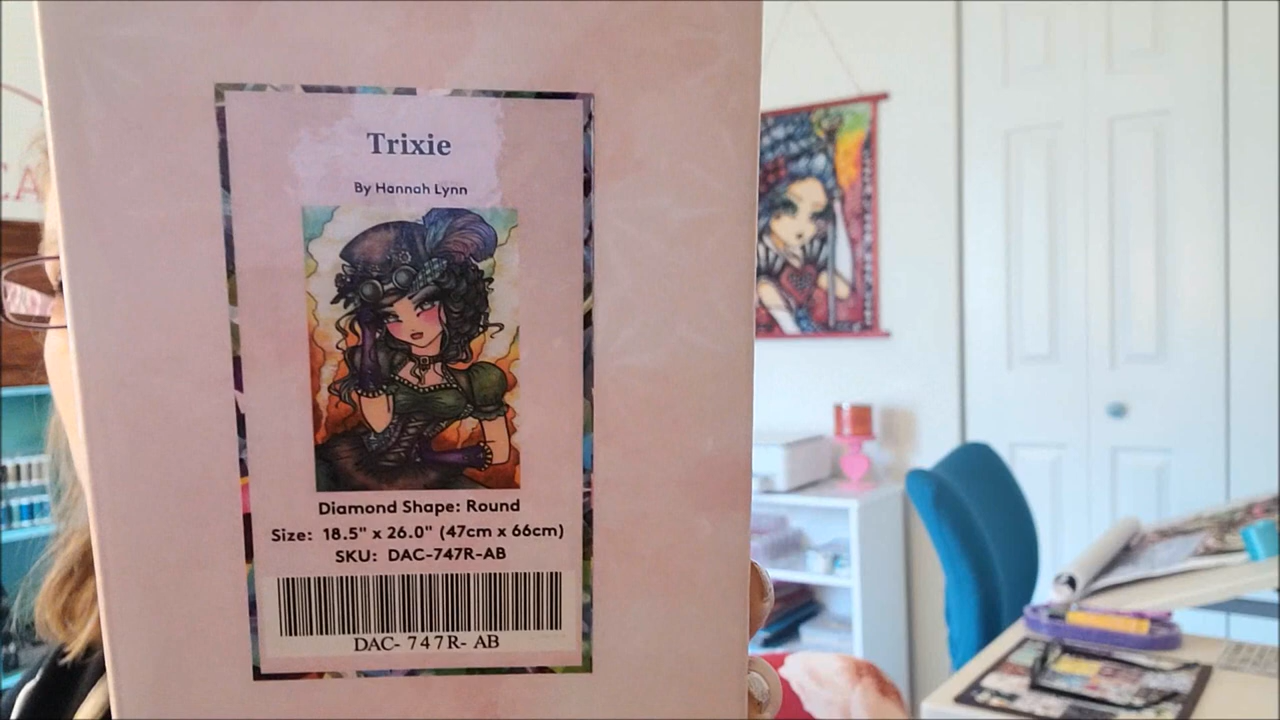 Trixie
By Hannah Lynn
Diamond Shape: Round
Size: 18.5" x 26.0" (47cm x 66cm)
SKU: DAC-747R-AB
DAC- 747R- AB